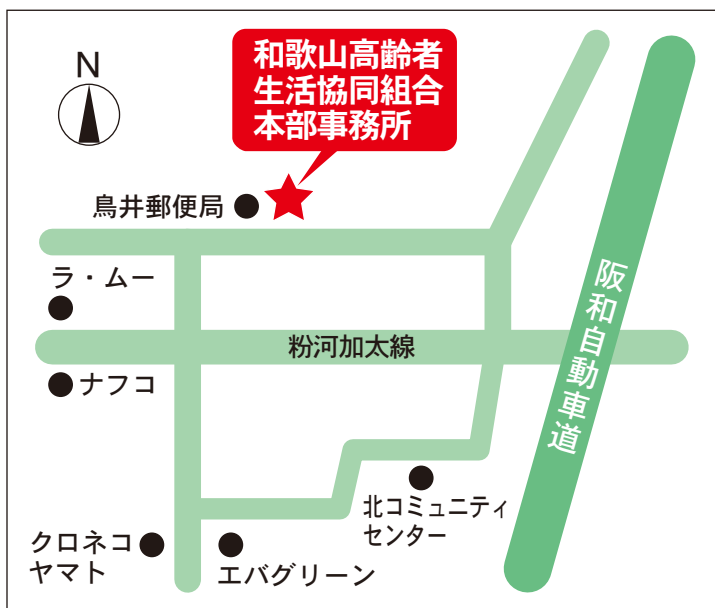 N
和歌山高齢者
生活協同組合
本部事務所
鳥井郵便局
ラ・ムー
粉河加太線
阪和自動車道
ナフコ
北コミュニティ
センター
クロネコ
ヤマト
エバグリーン